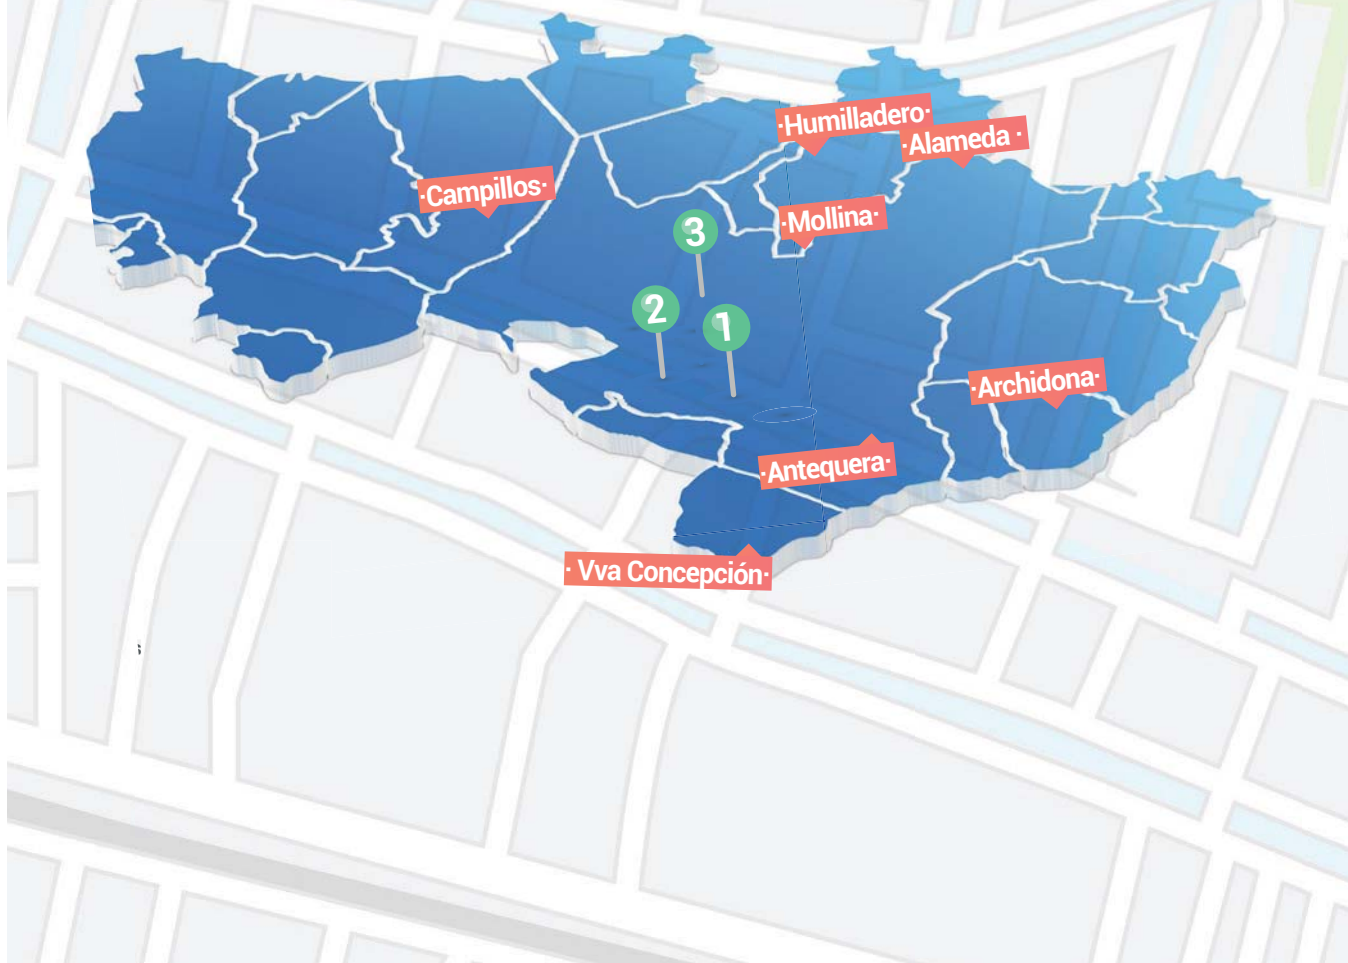 ·Humilladero·
·Alameda ·
·Campillos·
·Mollina·
3
2
1
·Archidona·
·Antequera·
· Vva Concepción·